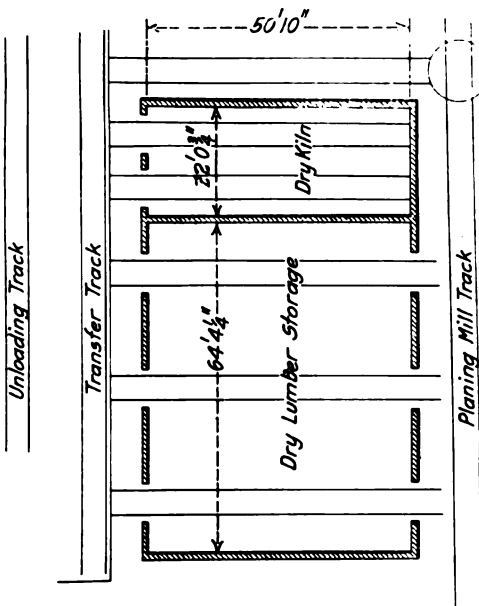 50'10"
22'0¾"
Dry Kiln
64'4¼"
Dry Lumber Storage
Unloading Track
Transfer Track
Planing Mill Track